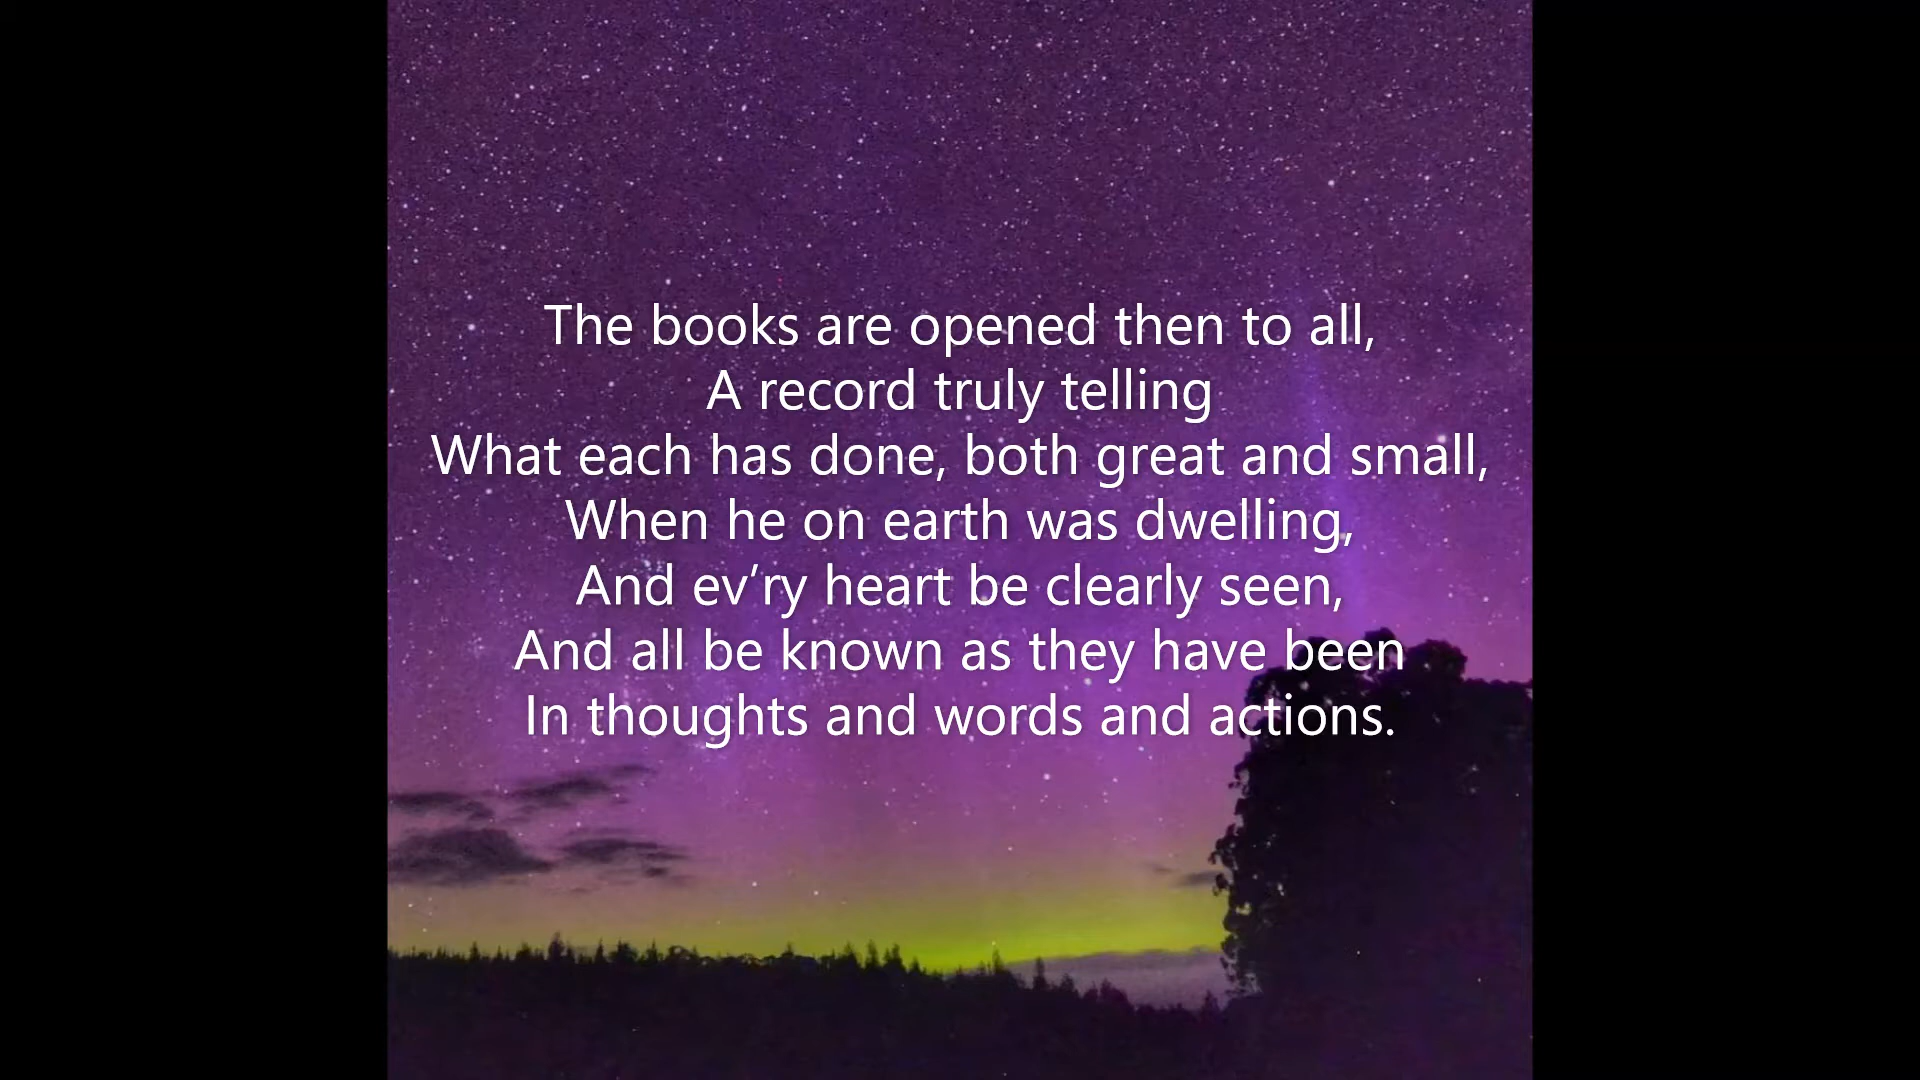 The books are opened then to all,
A record truly telling
What each has done, both great and small,
When he on earth was dwelling,
And ev’ry heart be clearly seen,
And all be known as they have been
In thoughts and words and actions.